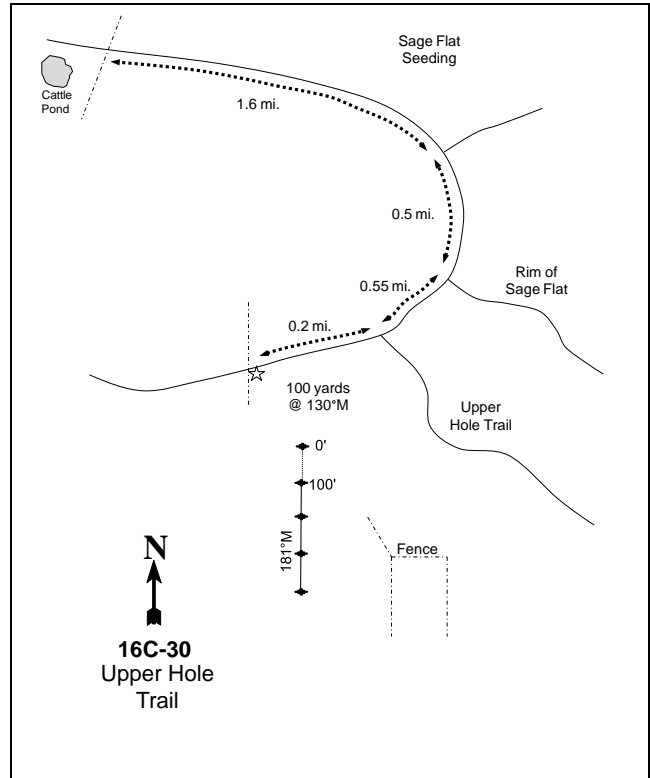 Sage Flat
Seeding
Cattle
Pond
1.6 mi.
0.5 mi.
Rim of
Sage Flat
0.55 mi.
0.2 mi.
100 yards
@ 130°M
Upper
Hole Trail
0'
100'
181°M
Fence
N
16C-30
Upper Hole
Trail